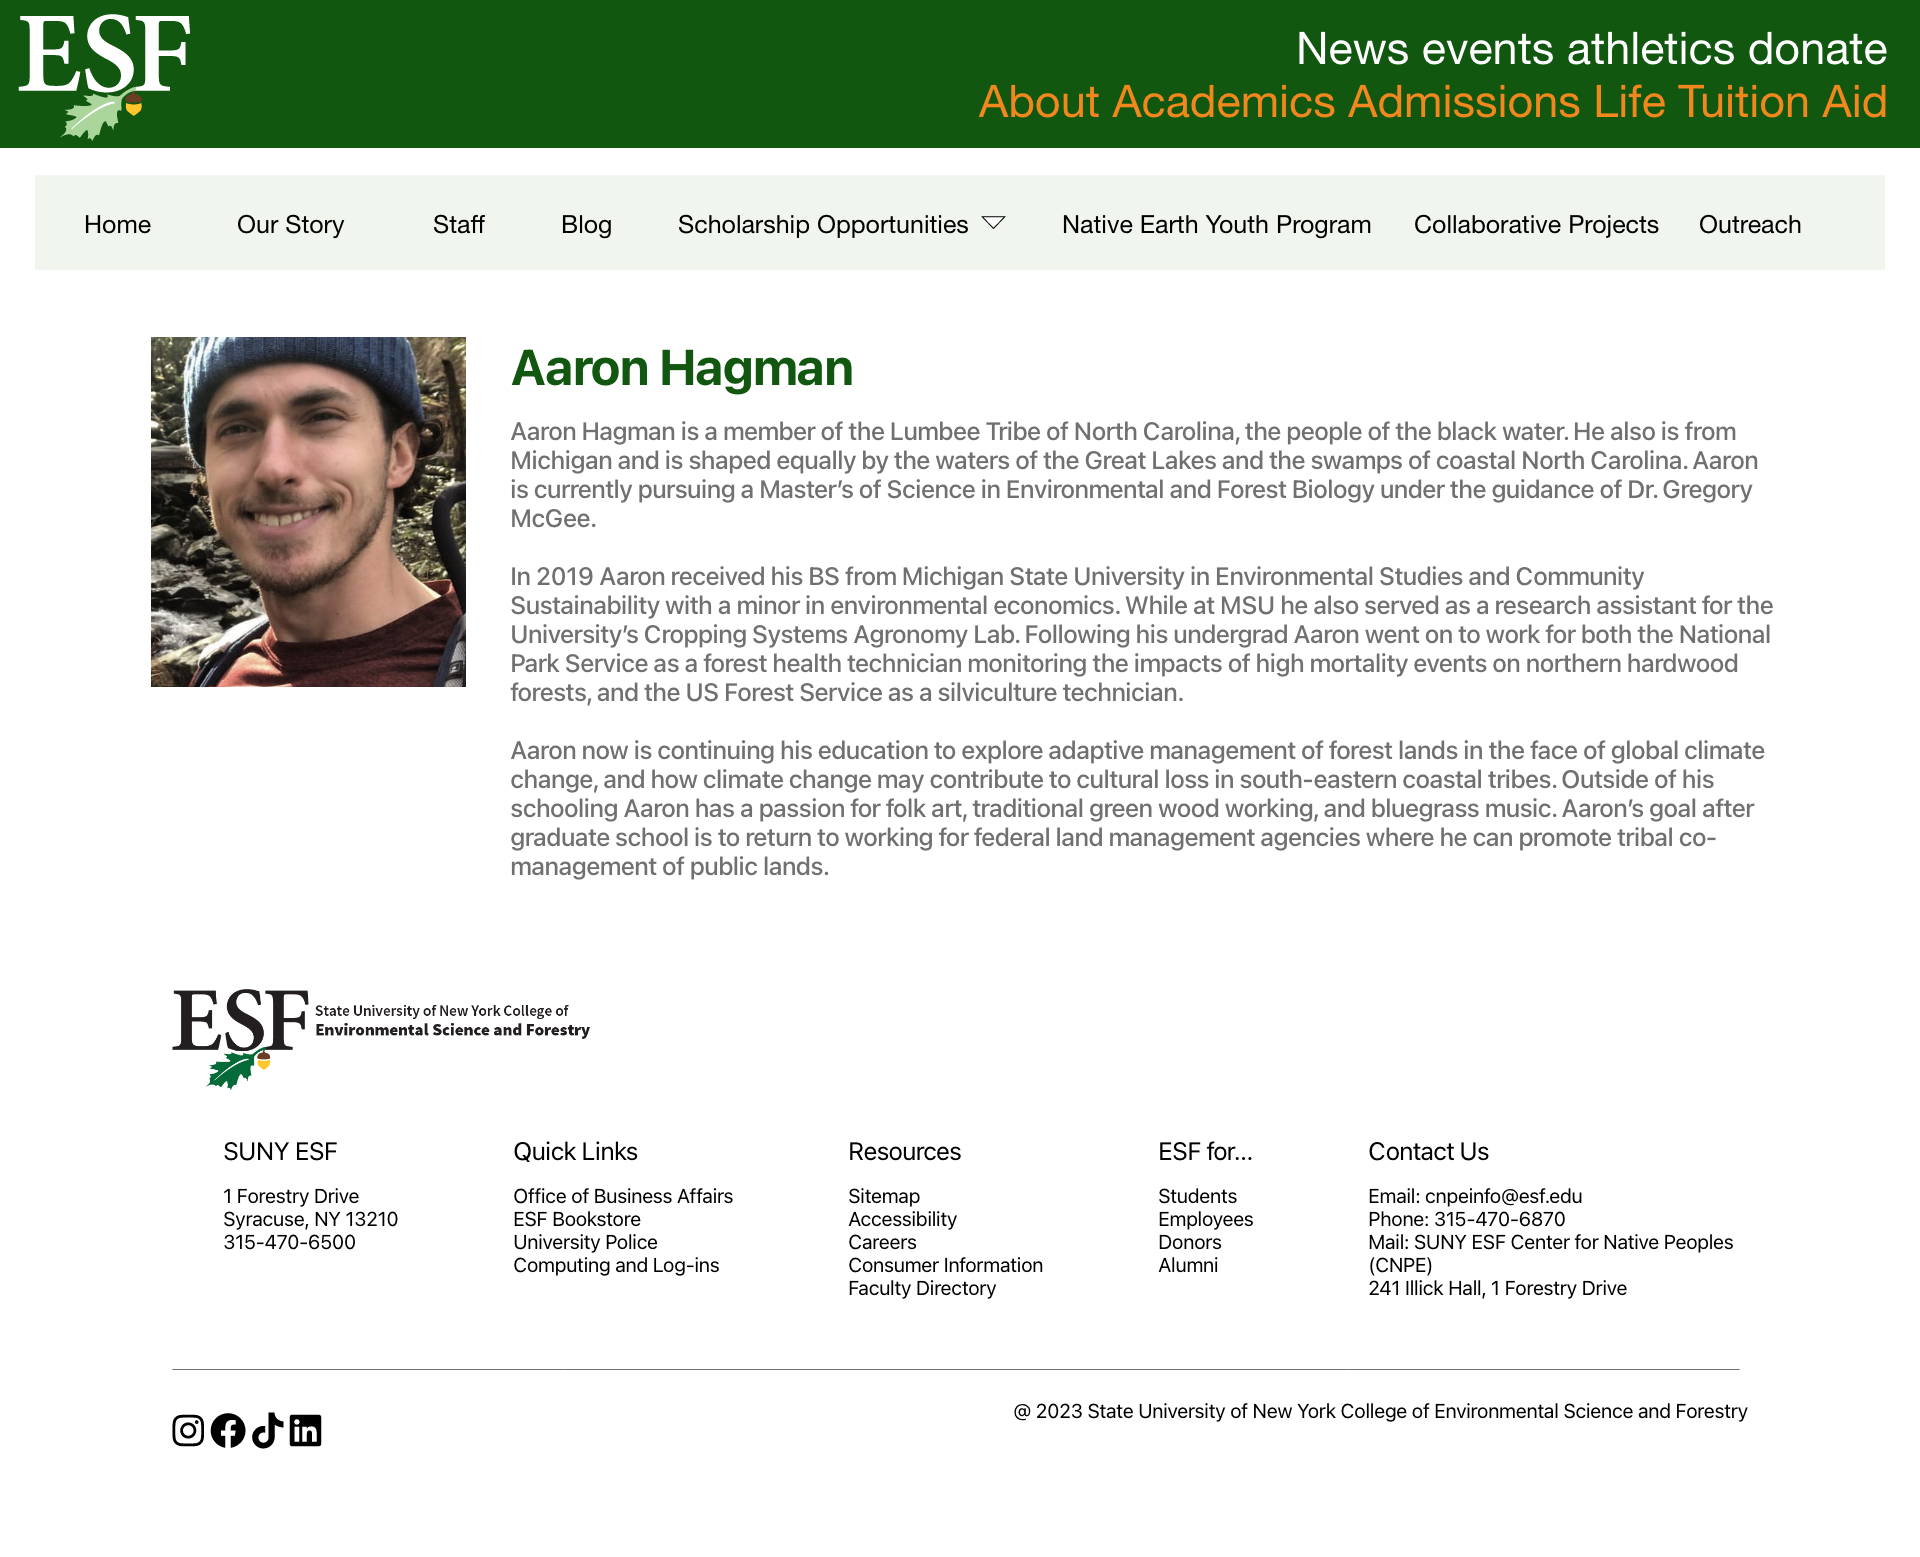 ESF
News events athletics donate
About Academics Admissions Life Tuition Aid
Home Our Story Staff Blog Scholarship Opportunities Native Earth Youth Program Collaborative Projects Outreach
Aaron Hagman
Aaron Hagman is a member of the Lumbee Tribe of North Carolina, the people of the black water. He also is from
Michigan and is shaped equally by the waters of the Great Lakes and the swamps of coastal North Carolina. Aaron
is currently pursuing a Master’s of Science in Environmental and Forest Biology under the guidance of Dr. Gregory
McGee.
In 2019 Aaron received his BS from Michigan State University in Environmental Studies and Community
Sustainability with a minor in environmental economics. While at MSU he also served as a research assistant for the
University’s Cropping Systems Agronomy Lab. Following his undergrad Aaron went on to work for both the National
Park Service as a forest health technician monitoring the impacts of high mortality events on northern hardwood
forests, and the US Forest Service as a silviculture technician.
Aaron now is continuing his education to explore adaptive management of forest lands in the face of global climate
change, and how climate change may contribute to cultural loss in south-eastern coastal tribes. Outside of his
schooling Aaron has a passion for folk art, traditional green wood working, and bluegrass music. Aaron’s goal after
graduate school is to return to working for federal land management agencies where he can promote tribal co-
management of public lands.
ESF
State University of New York College of
Environmental Science and Forestry
SUNY ESF
1 Forestry Drive
Syracuse, NY 13210
315-470-6500
Quick Links
Office of Business Affairs
ESF Bookstore
University Police
Computing and Log-ins
Resources
Sitemap
Accessibility
Careers
Consumer Information
Faculty Directory
ESF for...
Students
Employees
Donors
Alumni
Contact Us
Email: cnpeinfo@esf.edu
Phone: 315-470-6870
Mail: SUNY ESF Center for Native Peoples
(CNPE)
241 Illick Hall, 1 Forestry Drive
@ 2023 State University of New York College of Environmental Science and Forestry